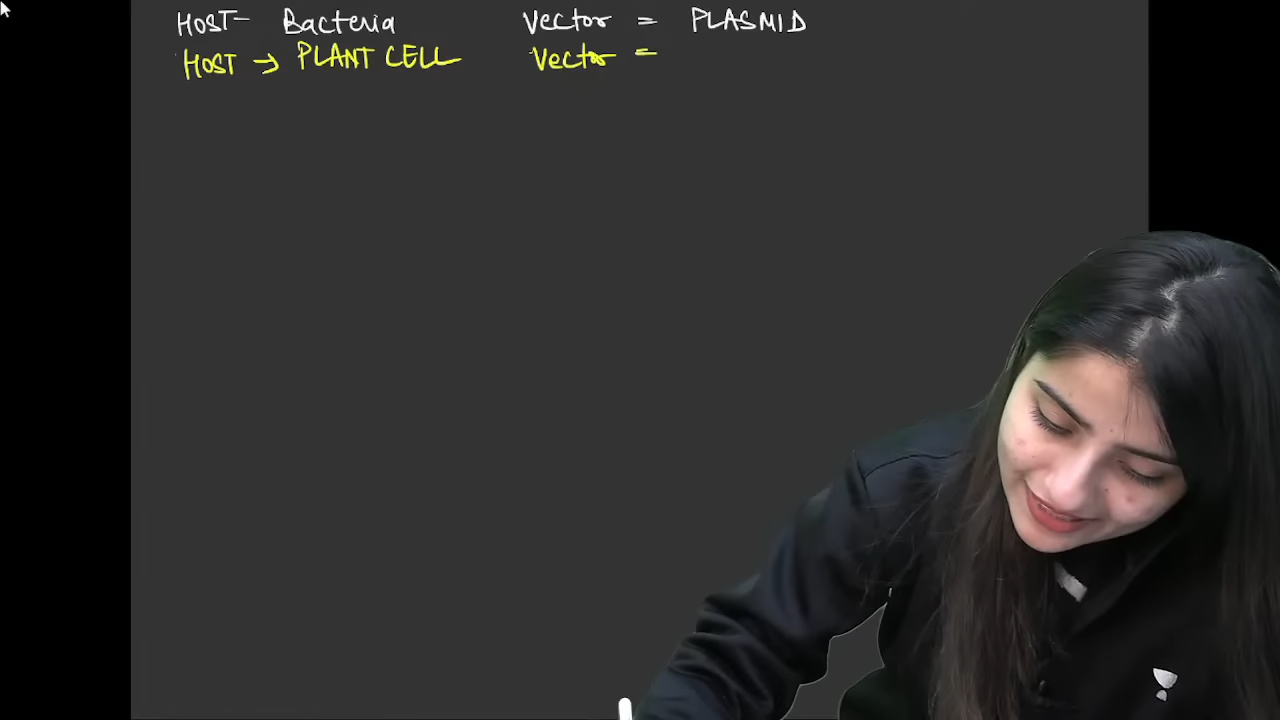 HOST- Bacteria Vector = PLASMID
HOST → PLANT CELL Vector =